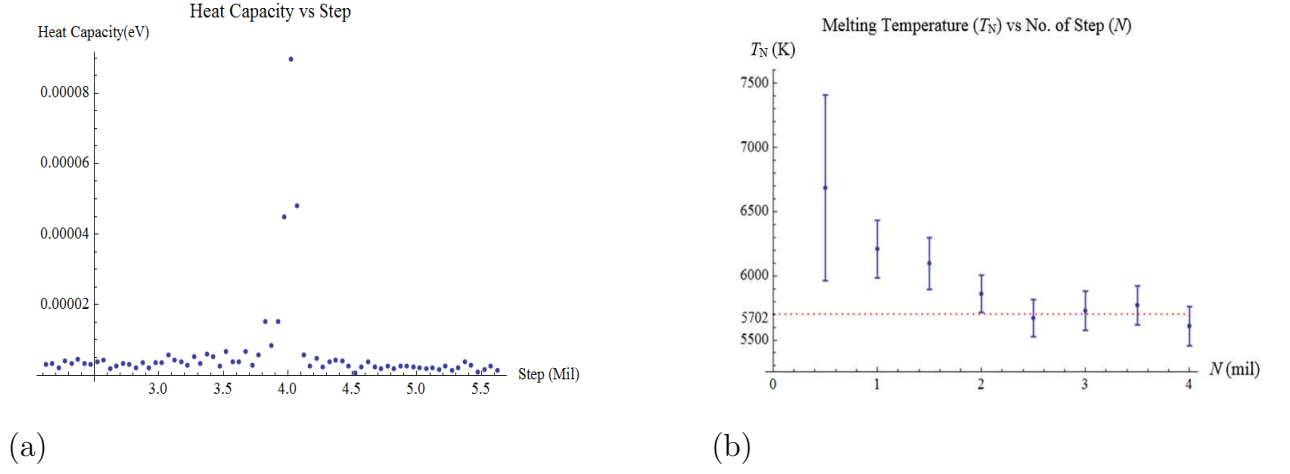 Heat Capacity vs Step
Heat Capacity(eV)
0.00008
0.00006
0.00004
0.00002
3.0 3.5 4.0 4.5 5.0 5.5
Step (Mil)
(a)
Melting Temperature (TN) vs No. of Step (N)
TN (K)
7500
7000
6500
6000
5702
5500
0 1 2 3 4
N (mil)
(b)